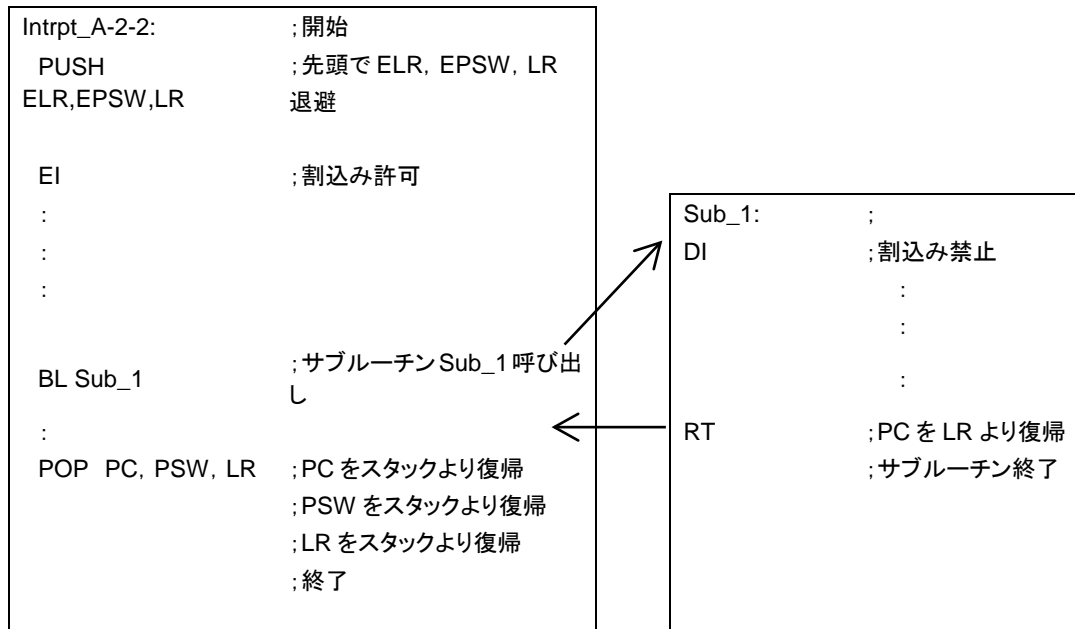 Intrpt_A-2-2: ;開始
PUSH ;先頭で ELR, EPSW, LR
ELR,EPSW,LR 退避
EI ;割込み許可
:
:
:
BL Sub_1 ;サブルーチン Sub_1 呼び出
し
:
POP PC, PSW, LR ;PC をスタックより復帰
;PSW をスタックより復帰
;LR をスタックより復帰
;終了
Sub_1: ;
DI ;割込み禁止
:
:
:
RT ;PC を LR より復帰
;サブルーチン終了